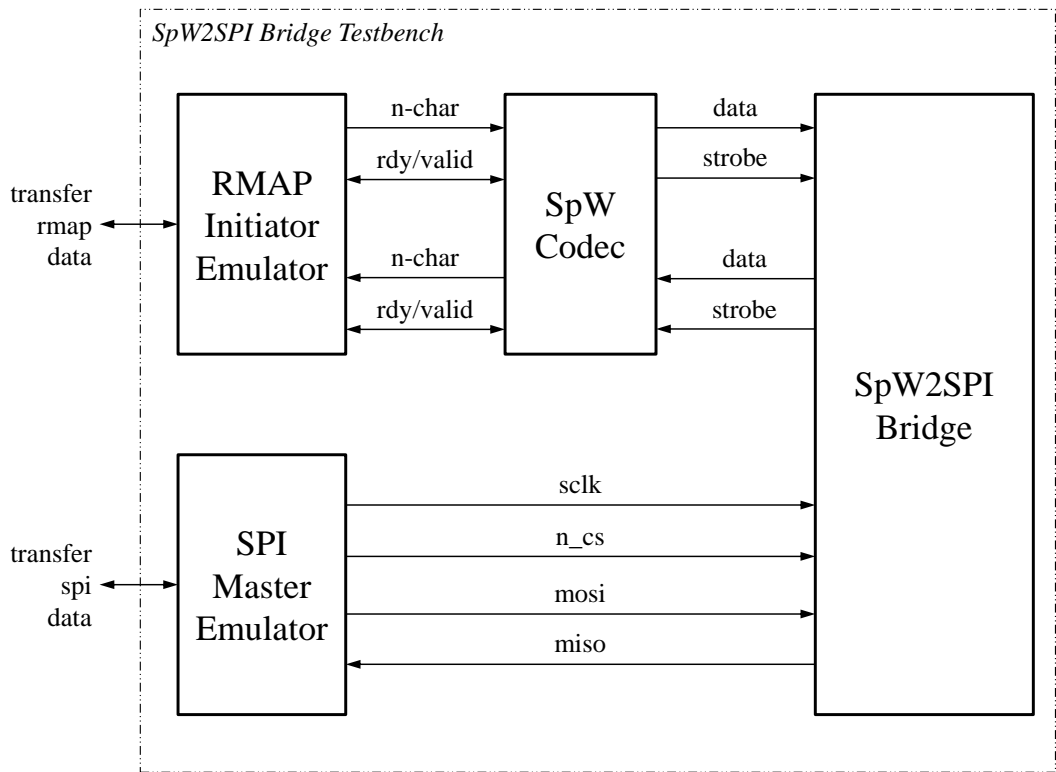 SpW2SPI Bridge Testbench
transfer
rmap
data
RMAP
Initiator
Emulator
n-char
rdy/valid
n-char
rdy/valid
SpW
Codec
data
strobe
data
strobe
SpW2SPI
Bridge
transfer
spi
data
SPI
Master
Emulator
sclk
n_cs
mosi
miso